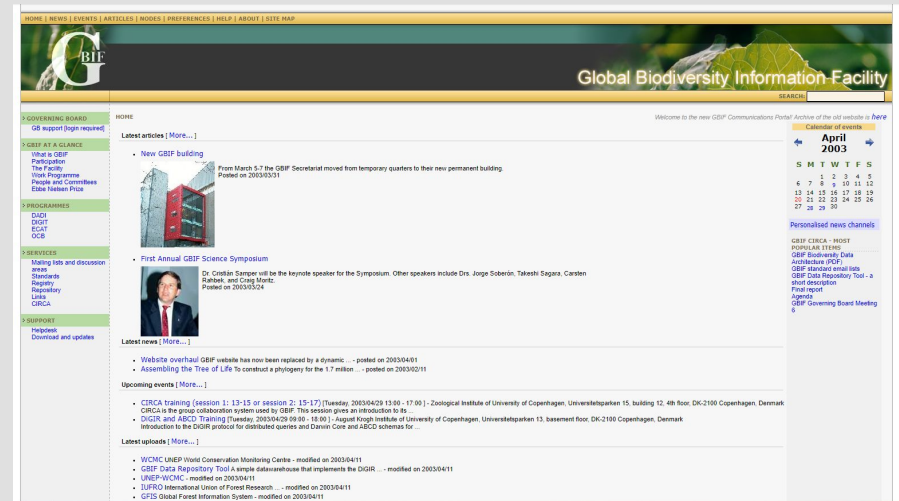 HOME | NEWS | EVENTS | ARTICLES | NODES | PREFERENCES | HELP | ABOUT | SITE MAP
GBIF
Global Biodiversity Information Facility
SEARCH:
> GOVERNING BOARD
GB support [login required]
> GBIF AT A GLANCE
What is GBIF
Participation
The Facility
Work Programme
People and Committees
Ebbe Nielsen Prize
> PROGRAMMES
DADI
DIGIT
ECAT
OCB
> SERVICES
Mailing lists and discussion
areas
Standards
Registry
Repository
Links
CIRCA
> SUPPORT
Helpdesk
Download and updates
HOME
Welcome to the new GBIF Communications Portal! Archive of the old website is here
Latest articles [ More... ]
• New GBIF building
From March 5-7 the GBIF Secretariat moved from temporary quarters to their new permanent building.
Posted on 2003/03/31
• First Annual GBIF Science Symposium
Dr. Cristián Samper will be the keynote speaker for the Symposium. Other speakers include Drs. Jorge Soberón, Takeshi Sagara, Carsten
Rahbek, and Craig Moritz.
Posted on 2003/03/24
Latest news [ More... ]
• Website overhaul GBIF website has now been replaced by a dynamic ... - posted on 2003/04/01
• Assembling the Tree of Life To construct a phylogeny for the 1.7 million ... - posted on 2003/02/11
Upcoming events [ More... ]
• CIRCA training (session 1: 13-15 or session 2: 15-17) [Tuesday, 2003/04/29 13:00 - 17:00 ] - Zoological Institute of University of Copenhagen, Universitetsparken 15, building 12, 4th floor, DK-2100 Copenhagen, Denmark
CIRCA is the group collaboration system used by GBIF. This session gives an introduction to its ...
• DiGIR and ABCD Training [Tuesday, 2003/04/29 09:00 - 18:00 ] - August Krogh Institute of University of Copenhagen, Universitetsparken 13, basement floor, DK-2100 Copenhagen, Denmark
Introduction to the DiGIR protocol for distributed queries and Darwin Core and ABCD schemas for ...
Latest uploads [ More... ]
• WCMC UNEP World Conservation Monitoring Centre - modified on 2003/04/11
• GBIF Data Repository Tool A simple datawarehouse that implements the DiGIR ... - modified on 2003/04/11
• UNEP-WCMC - modified on 2003/04/11
• IUFRO International Union of Forest Research ... - modified on 2003/04/11
• GFIS Global Forest Information System - modified on 2003/04/11
Calendar of events
April
2003
S M T W T F S
1 2 3 4 5
6 7 8 9 10 11 12
13 14 15 16 17 18 19
20 21 22 23 24 25 26
27 28 29 30
Personalised news channels
GBIF CIRCA - MOST
POPULAR ITEMS
GBIF Biodiversity Data
Architecture (PDF)
GBIF standard email lists
GBIF Data Repository Tool - a
short description
Final report
Agenda
GBIF Governing Board Meeting
6